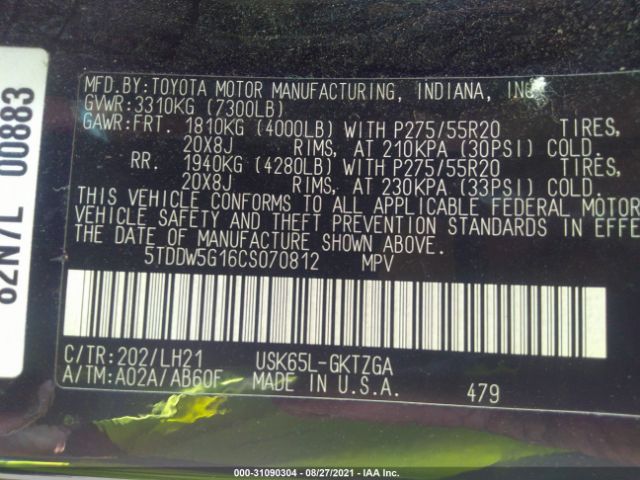 82N7L 00883
MFD.BY:TOYOTA MOTOR MANUFACTURING, INDIANA, INC
GVWR:3310KG (7300LB)
GAWR:FRT. 1810KG (4000LB) WITH P275/55R20 TIRES,
20X8J RIMS, AT 210KPA (30PSI) COLD.
RR. 1940KG (4280LB) WITH P275/55R20 TIRES,
20X8J RIMS, AT 230KPA (33PSI) COLD.
THIS VEHICLE CONFORMS TO ALL APPLICABLE FEDERAL MOTOR
VEHICLE SAFETY AND THEFT PREVENTION STANDARDS IN EFFE
THE DATE OF MANUFACTURE SHOWN ABOVE.
5TDDW5G16CS070812 MPV
C/TR:202/LH21 USK65L-GKTZGA
A/TM:A02A/AB60F MADE IN U.S.A.
479
000-31090304 - 08/27/2021 - IAA Inc.